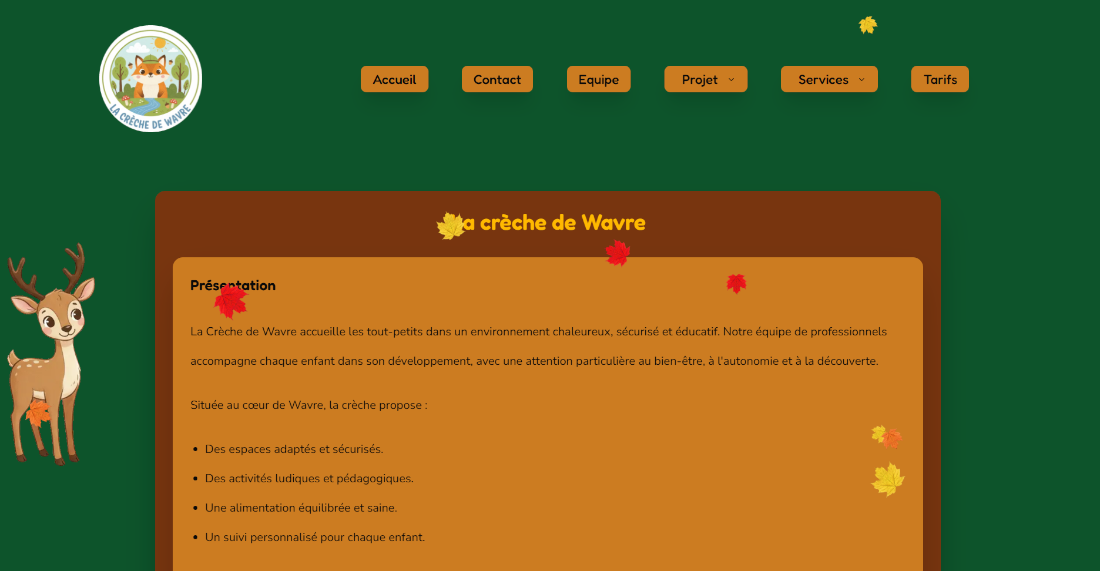 LA CRÈCHE DE WAVRE
Accueil
Contact
Equipe
Projet
Services
Tarifs
a crèche de Wavre
Présentation
La Crèche de Wavre accueille les tout-petits dans un environnement chaleureux, sécurisé et éducatif. Notre équipe de professionnels
accompagne chaque enfant dans son développement, avec une attention particulière au bien-être, à l'autonomie et à la découverte.
Située au cœur de Wavre, la crèche propose :
• Des espaces adaptés et sécurisés.
• Des activités ludiques et pédagogiques.
• Une alimentation équilibrée et saine.
• Un suivi personnalisé pour chaque enfant.